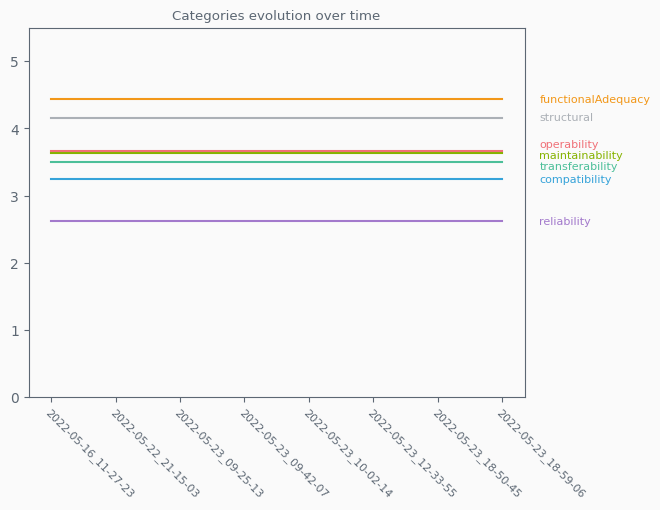 Categories evolution over time
5
4
3
2
1
0
functionalAdequacy
structural
operability
maintainability
transferability
compatibility
reliability
2022-05-16_11-27-23
2022-05-22_21-15-03
2022-05-23_09-25-13
2022-05-23_09-42-07
2022-05-23_10-02-14
2022-05-23_12-33-55
2022-05-23_18-50-45
2022-05-23_18-59-06